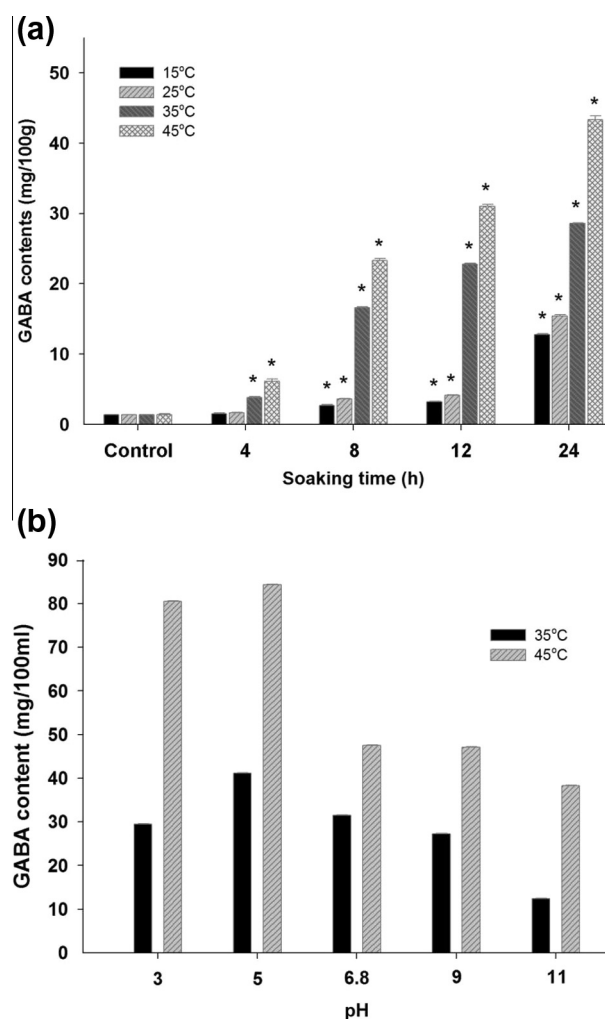 (a)
GABA contents (mg/100g)
50
40
30
20
10
0
15°C
25°C
35°C
45°C
* * * * * * * * * * * * * *
Control 4 8 12 24
Soaking time (h)
(b)
GABA content (mg/100ml)
90
80
70
60
50
40
30
20
10
0
35°C
45°C
3 5 6.8 9 11
pH